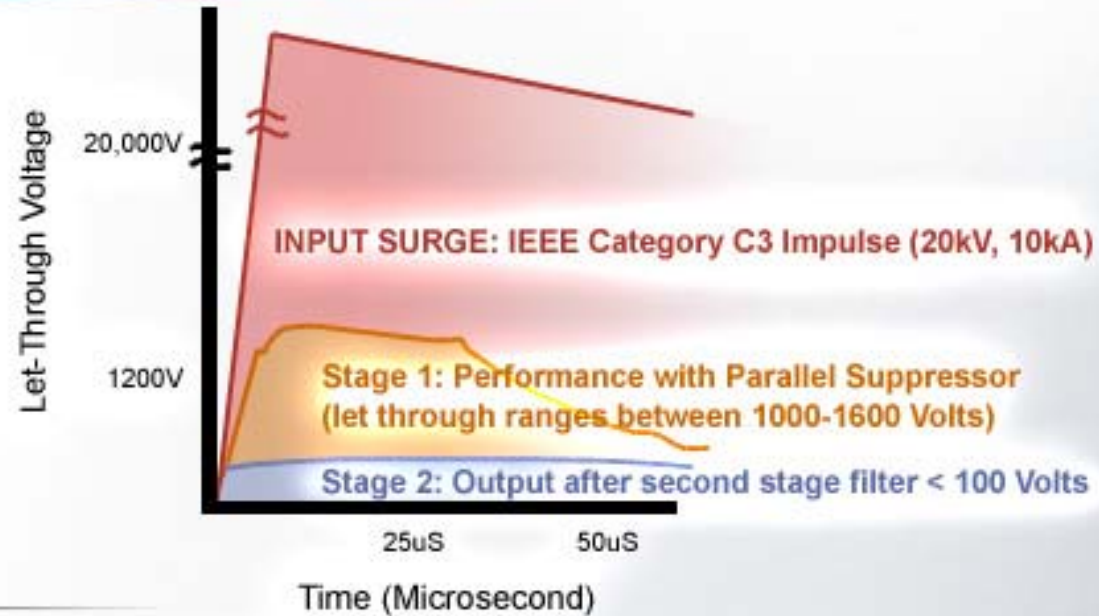 Let-Through Voltage
20,000V
INPUT SURGE: IEEE Category C3 Impulse (20kV, 10kA)
1200V
Stage 1: Performance with Parallel Suppressor
(let through ranges between 1000-1600 Volts)
Stage 2: Output after second stage filter < 100 Volts
25uS
50uS
Time (Microsecond)